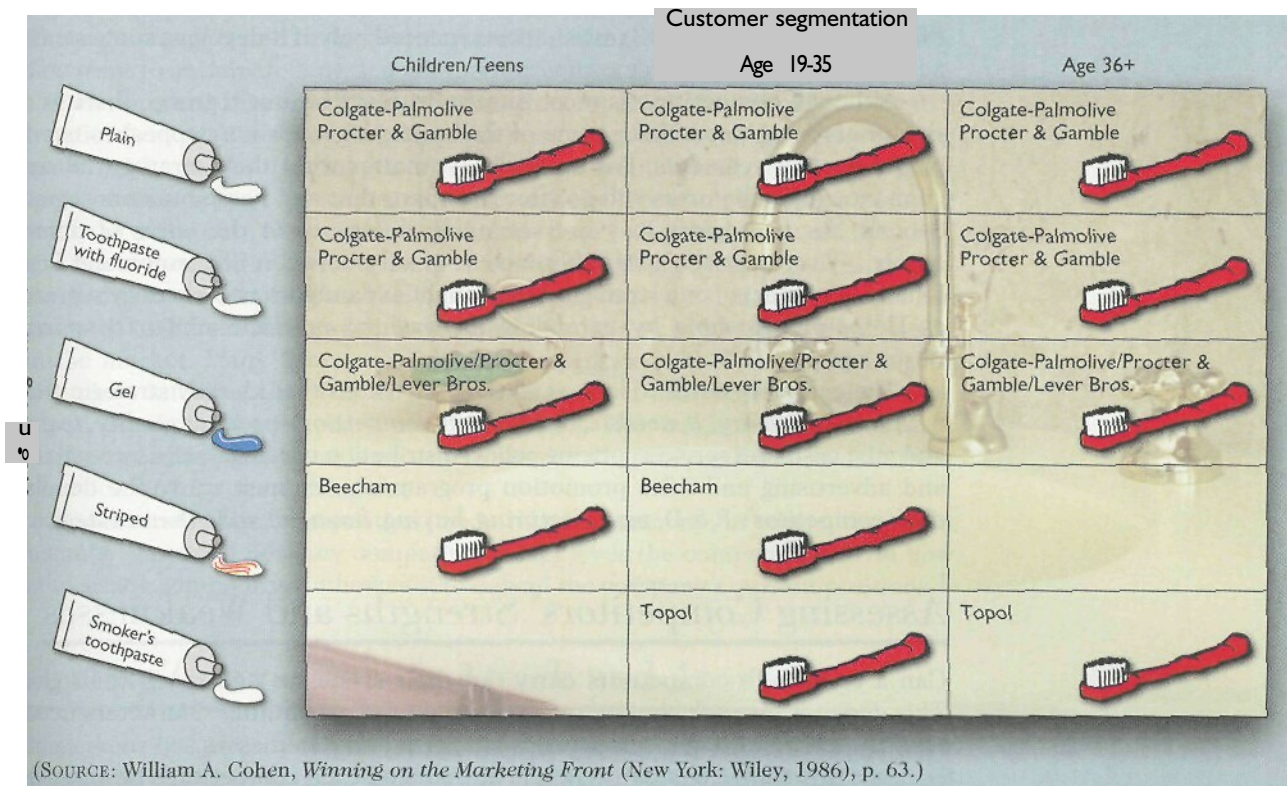 Customer segmentation
Children/Teens Age 19-35 Age 36+
Plain
Colgate-Palmolive
Procter & Gamble
Colgate-Palmolive
Procter & Gamble
Colgate-Palmolive
Procter & Gamble
Toothpaste
with fluoride
Colgate-Palmolive
Procter & Gamble
Colgate-Palmolive
Procter & Gamble
Colgate-Palmolive
Procter & Gamble
Gel
Colgate-Palmolive/Procter &
Gamble/Lever Bros.
Colgate-Palmolive/Procter &
Gamble/Lever Bros.
Colgate-Palmolive/Procter &
Gamble/Lever Bros.
Striped
Beecham
Beecham
Smoker's
toothpaste
Topol
Topol
(SOURCE: William A. Cohen, Winning on the Marketing Front (New York: Wiley, 1986), p. 63.)